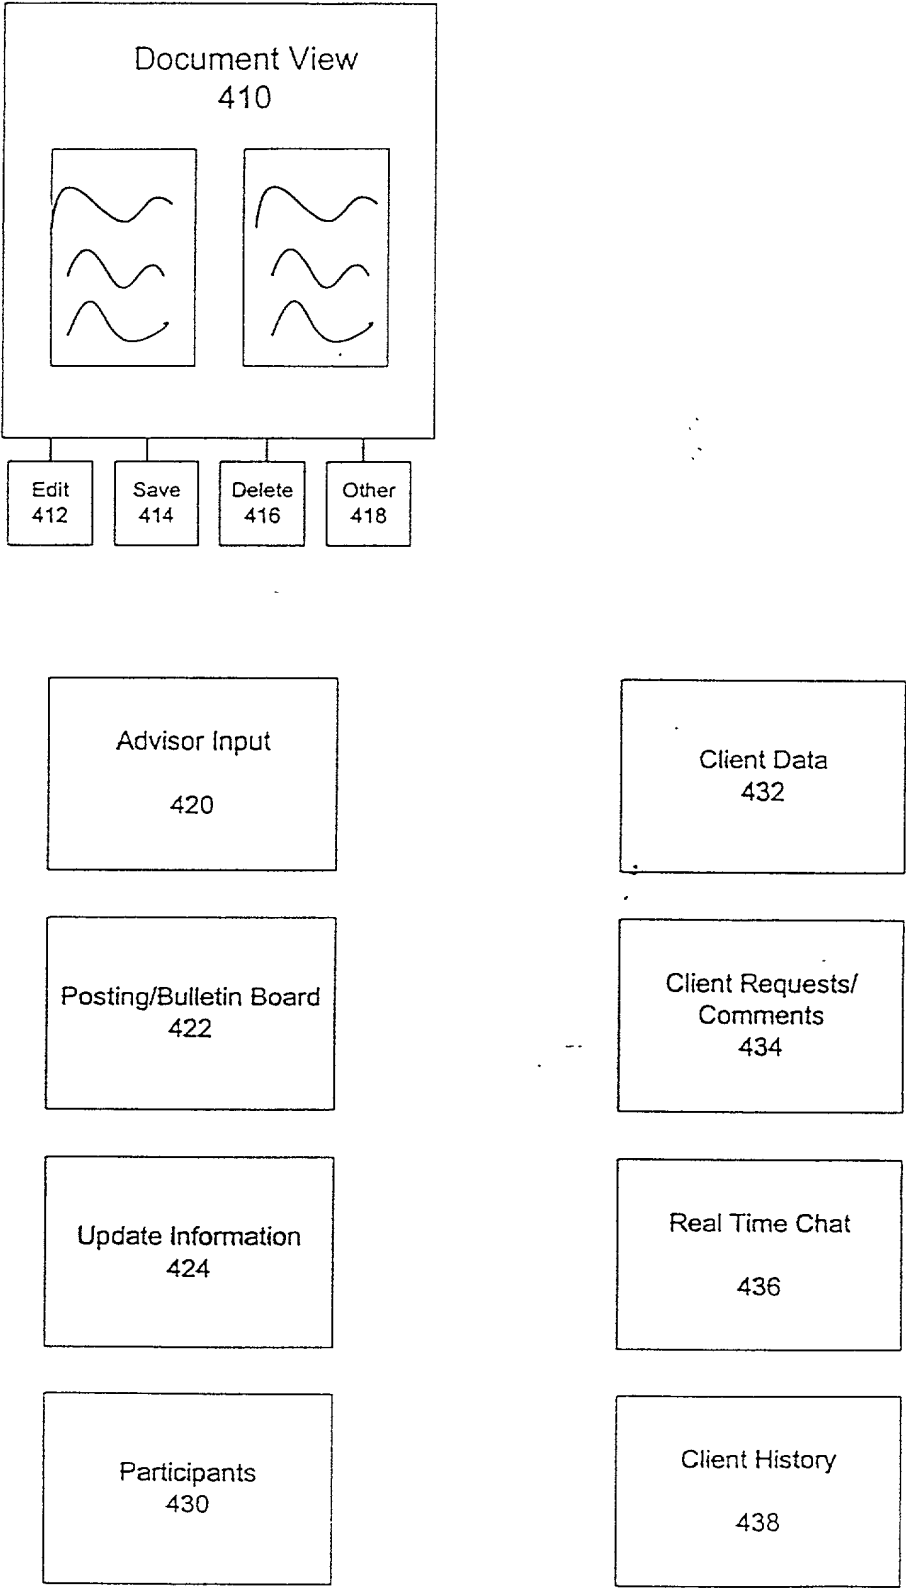 Document View
410
Edit
412
Save
414
Delete
416
Other
418
Advisor Input
420
Posting/Bulletin Board
422
Update Information
424
Participants
430
Client Data
432
Client Requests/
Comments
434
Real Time Chat
436
Client History
438